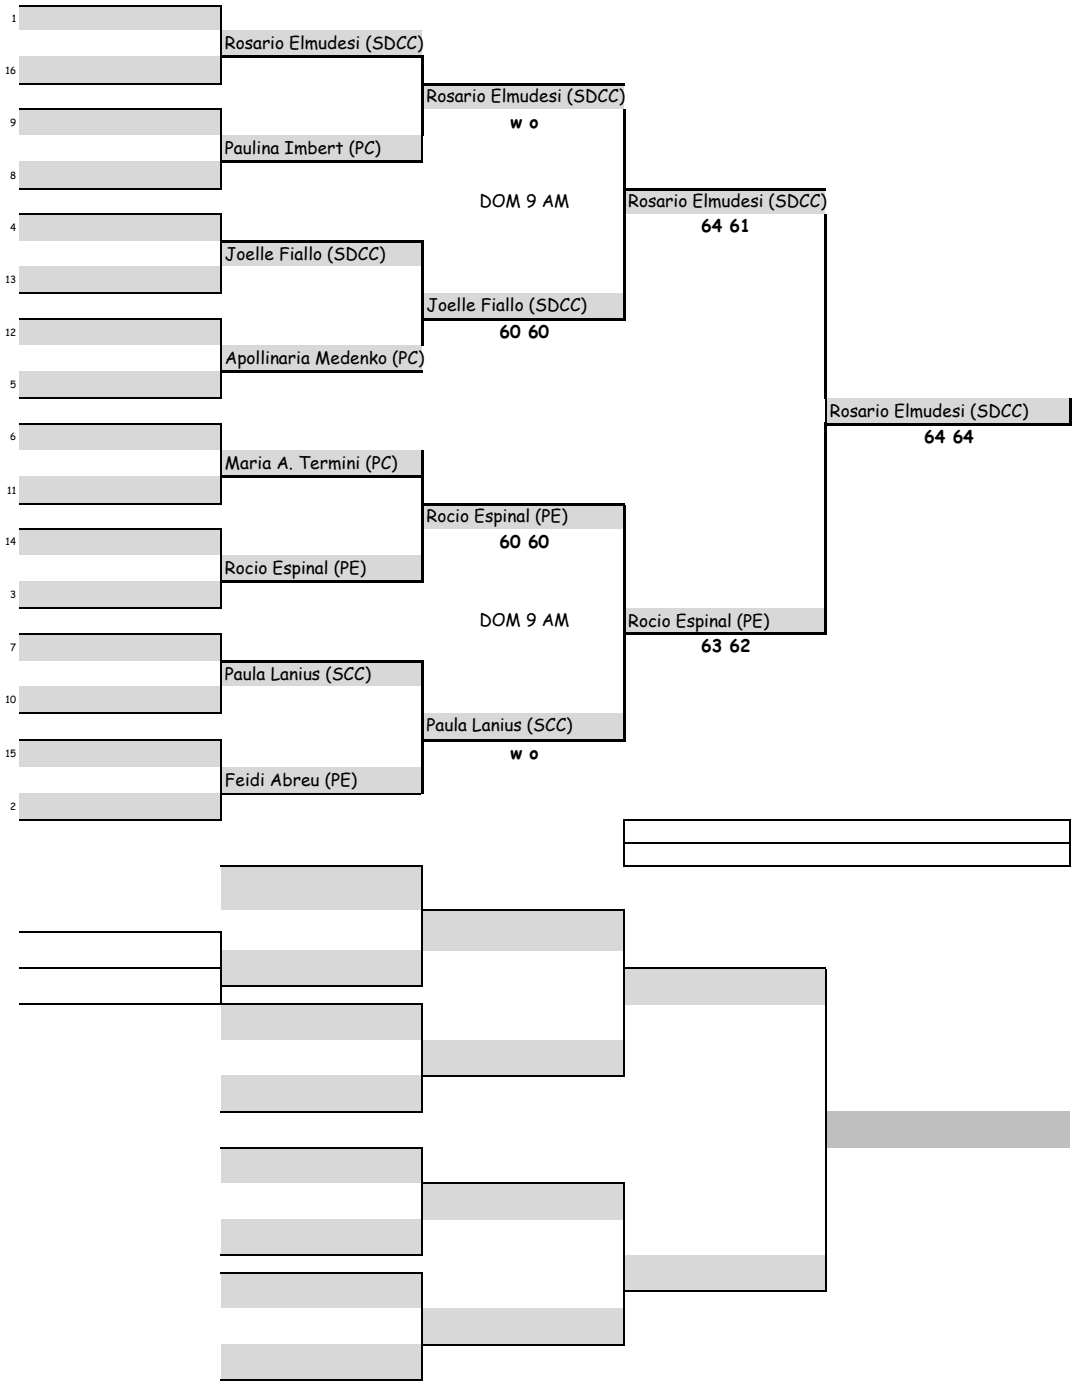 1
Rosario Elmudesi (SDCC)
16
Rosario Elmudesi (SDCC)
9
w o
Paulina Imbert (PC)
8
DOM 9 AM
Rosario Elmudesi (SDCC)
4
64 61
Joelle Fiallo (SDCC)
13
Joelle Fiallo (SDCC)
12
60 60
Apollinaria Medenko (PC)
5
Rosario Elmudesi (SDCC)
6
64 64
Maria A. Termini (PC)
11
Rocio Espinal (PE)
14
60 60
Rocio Espinal (PE)
3
DOM 9 AM
Rocio Espinal (PE)
7
63 62
Paula Lanius (SCC)
10
Paula Lanius (SCC)
15
w o
Feidi Abreu (PE)
2